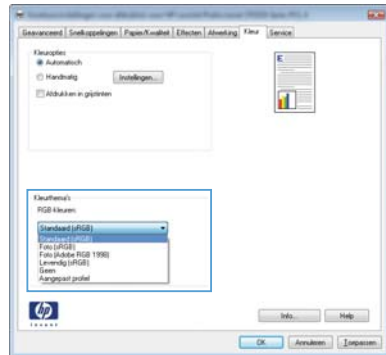 Geavanceerd Snelkoppelingen Papier/Kwaliteit Effecten Afwerking Kleur Service
Kleuropties
Automatisch
Handmatig Instellingen...
Afdrukken in grijstinten
E
Kleurthema's
RGB-kleuren:
Standaard (sRGB)
Standaard (sRGB)
Foto (sRGB)
Foto (Adobe RGB 1998)
Levendig (sRGB)
Geen
Aangepast profiel
hp
invent
Info... Help
OK Annuleren Toepassen